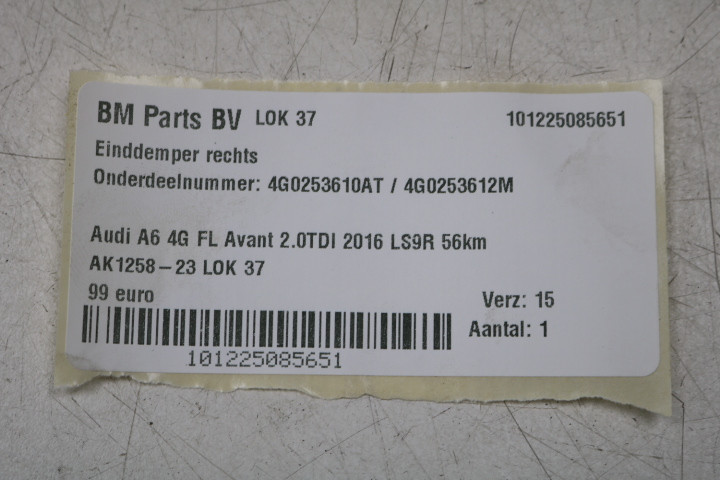 BM Parts BV LOK 37 101225085651
Einddemper rechts
Onderdeelnummer: 4G0253610AT / 4G0253612M
Audi A6 4G FL Avant 2.0TDI 2016 LS9R 56km
AK1258-23 LOK 37
99 euro Verz: 15
Aantal: 1
101225085651